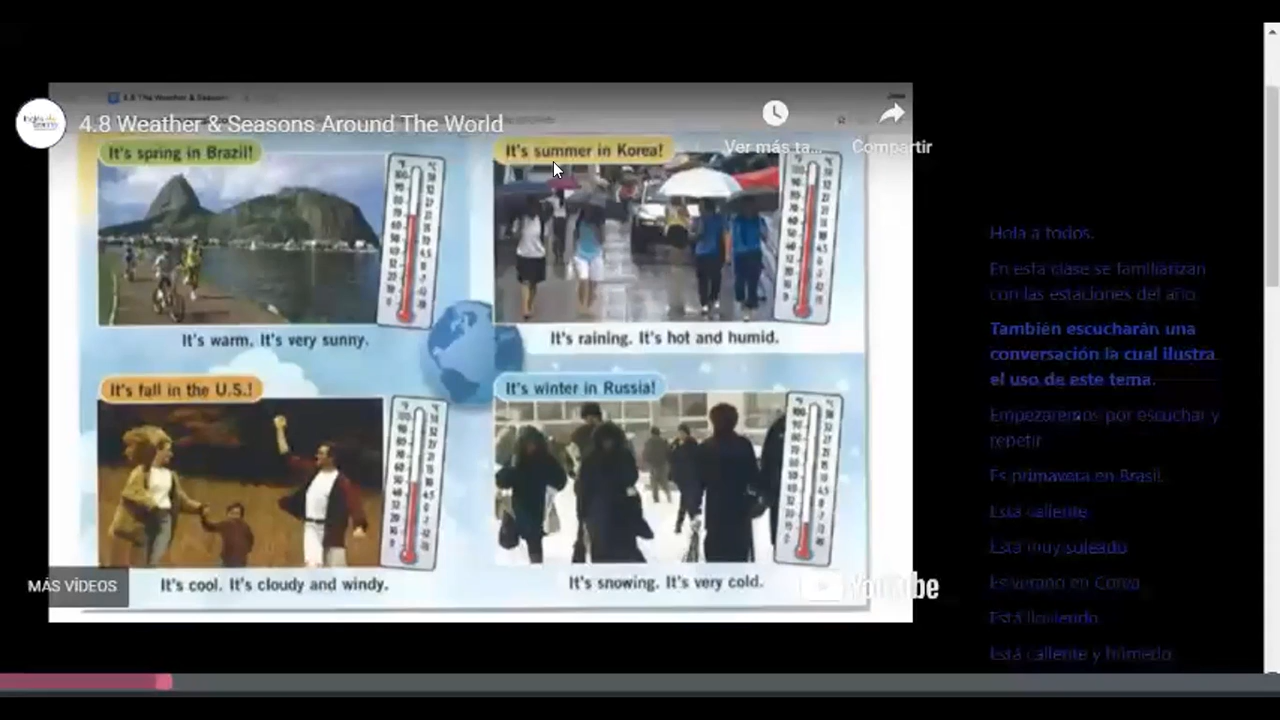 4.8 Weather & Seasons Around The World
Ver más ta...
Compartir
It's spring in Brazil!
It's summer in Korea!
It's warm. It's very sunny.
It's raining. It's hot and humid.
It's fall in the U.S.!
It's winter in Russia!
It's cool. It's cloudy and windy.
It's snowing. It's very cold.
MÁS VÍDEOS
YouTube
Hola a todos.
En esta clase se familiarizan
con las estaciones del año.
También escucharán una
conversación la cual ilustra
el uso de este tema.
Empezaremos por escuchar y
repetir
Es primavera en Brasil.
Está caliente
Está muy soleado
Es verano en Corea
Está lloviendo.
Está caliente y húmedo.